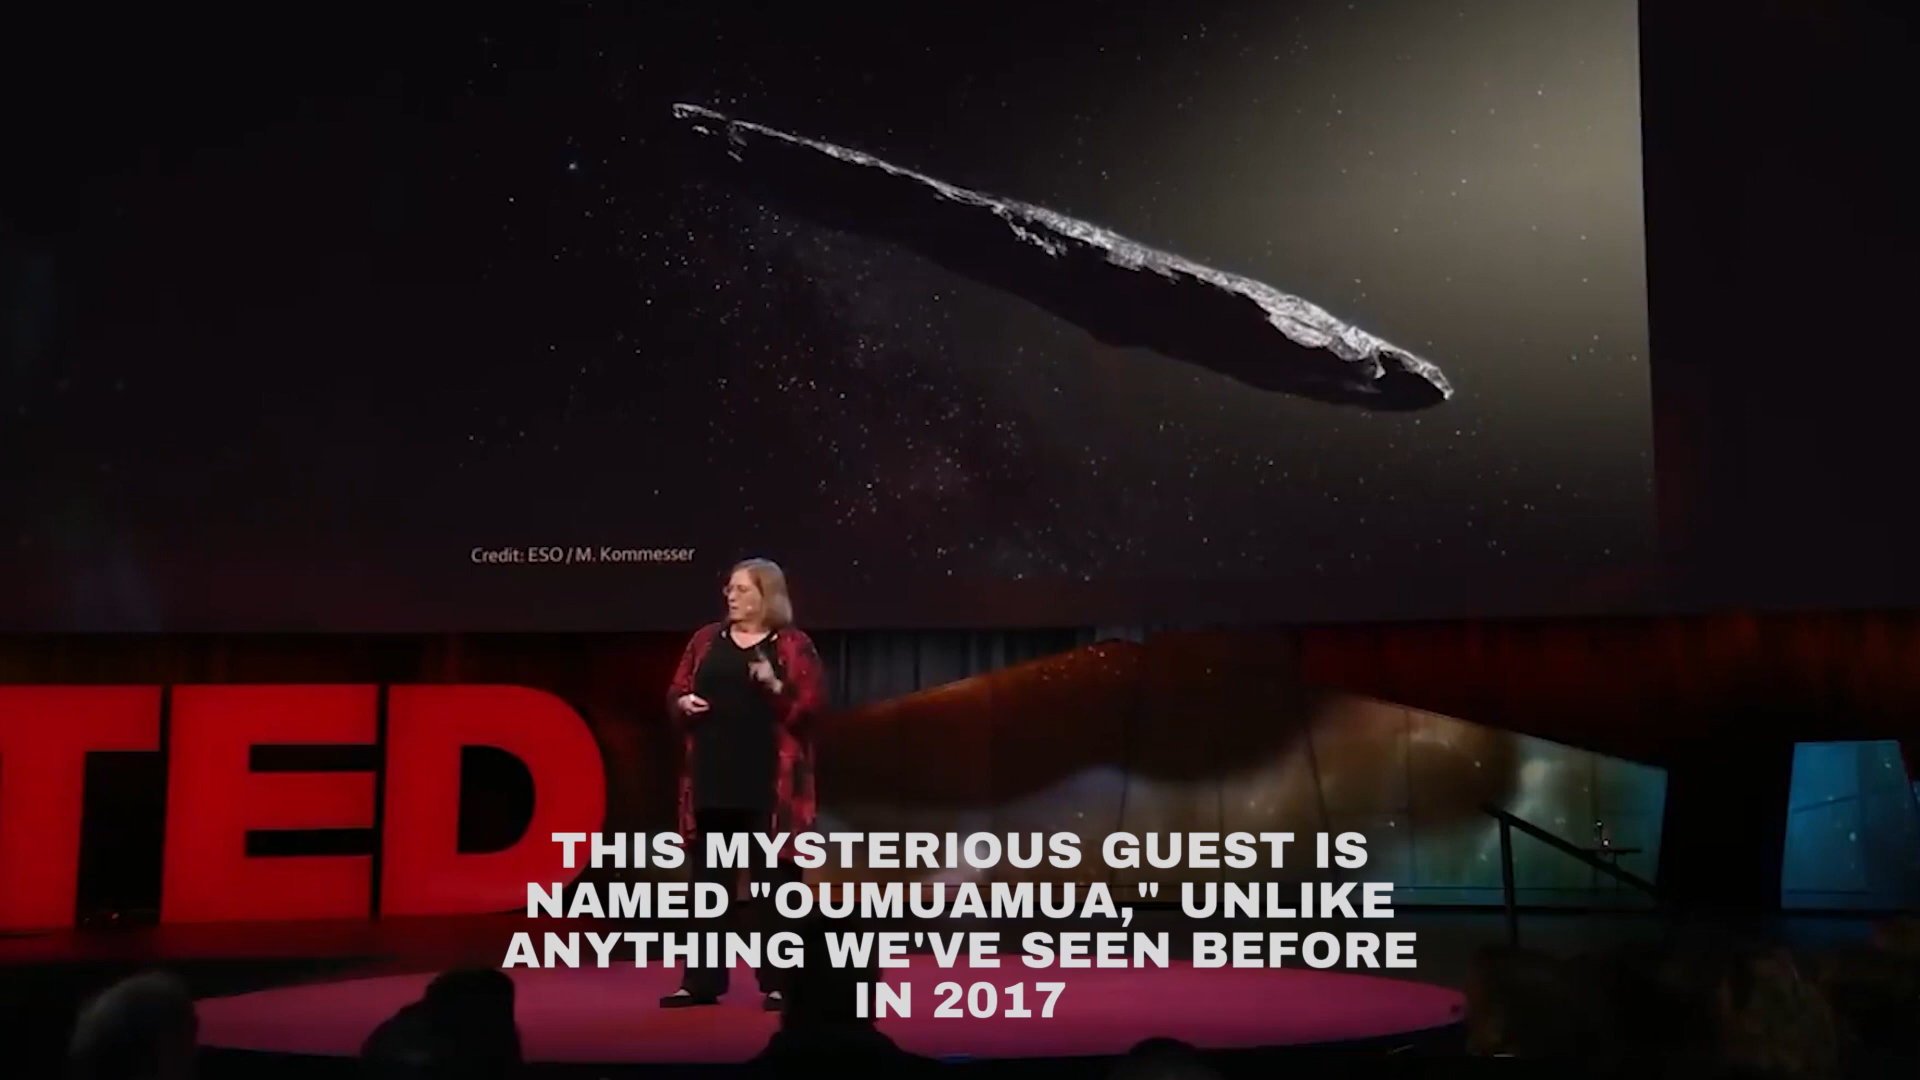 Credit: ESO / M. Kommesser
TED
THIS MYSTERIOUS GUEST IS
NAMED "OUMUAMUA," UNLIKE
ANYTHING WE'VE SEEN BEFORE
IN 2017